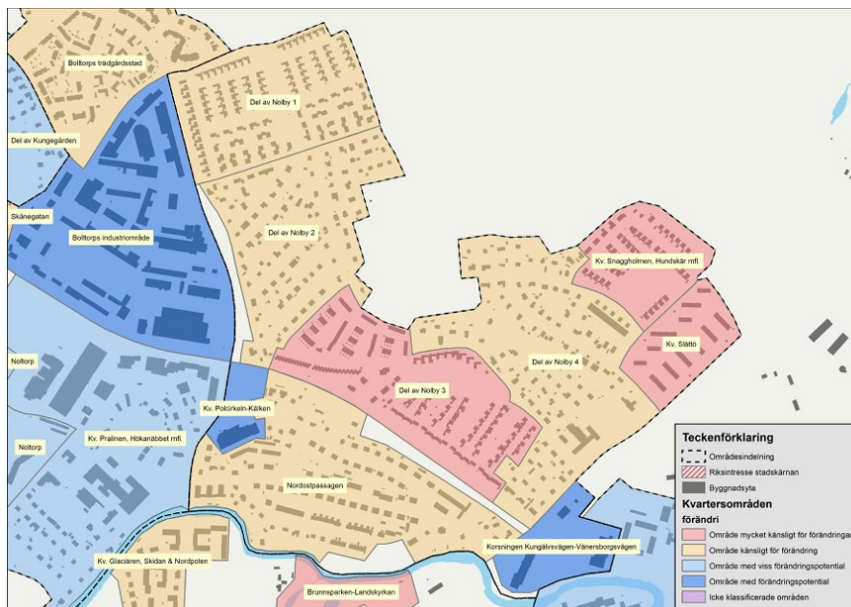 Bolltorps trädgårdsstad
Del av Nolby 1
Del av Kungegården
Skånegatan
Bolltorps industriområde
Del av Nolby 2
Kv. Snaggholmen, Hundskär mfl.
Kv. Slättö
Noltorp
Del av Nolby 4
Del av Nolby 3
Kv. Polcirkeln-Kälken
Kv. Pralinen, Hökanäbbet mfl.
Noltorp
Nordostpassagen
Kv. Glaciären, Skidan & Nordpolen
Korsningen Kungälvsvägen-Vänersborgsvägen
Brunnsparken-Landskyrkan
Teckenförklaring
Områdesindelning
Riksintresse stadskärnan
Byggnadsyta
Kvartersområden
förändri
Område mycket känsligt för förändringar
Område känsligt för förändring
Område med viss förändringspotential
Område med förändringspotential
Icke klassificerade områden